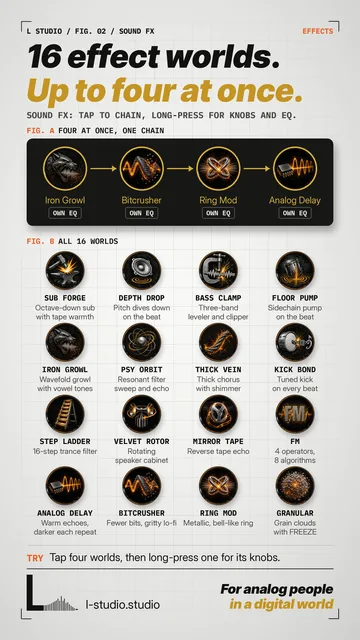 L STUDIO / FIG. 02 / SOUND FX
EFFECTS
16 effect worlds.
Up to four at once.
SOUND FX: TAP TO CHAIN, LONG-PRESS FOR KNOBS AND EQ.
FIG. A FOUR AT ONCE, ONE CHAIN
Iron Growl
Bitcrusher
Ring Mod
Analog Delay
OWN EQ
OWN EQ
OWN EQ
OWN EQ
FIG. B ALL 16 WORLDS
SUB FORGE
Octave-down sub
with tape warmth
DEPTH DROP
Pitch dives down
on the beat
BASS CLAMP
Three-band
leveler and clipper
FLOOR PUMP
Sidechain pump
on the beat
IRON GROWL
Wavefold growl
with vowel tones
PSY ORBIT
Resonant filter
sweep and echo
THICK VEIN
Thick chorus
with shimmer
KICK BOND
Tuned kick
on every beat
STEP LADDER
16-step trance filter
VELVET ROTOR
Rotating
speaker cabinet
MIRROR TAPE
Reverse tape echo
FM
FM
4 operators,
8 algorithms
ANALOG DELAY
Warm echoes,
darker each repeat
BITCRUSHER
Fewer bits, gritty lo-fi
RING MOD
Metallic, bell-like ring
GRANULAR
Grain clouds
with FREEZE
TRY Tap four worlds, then long-press one for its knobs.
L
l-studio.studio
For analog people
in a digital world